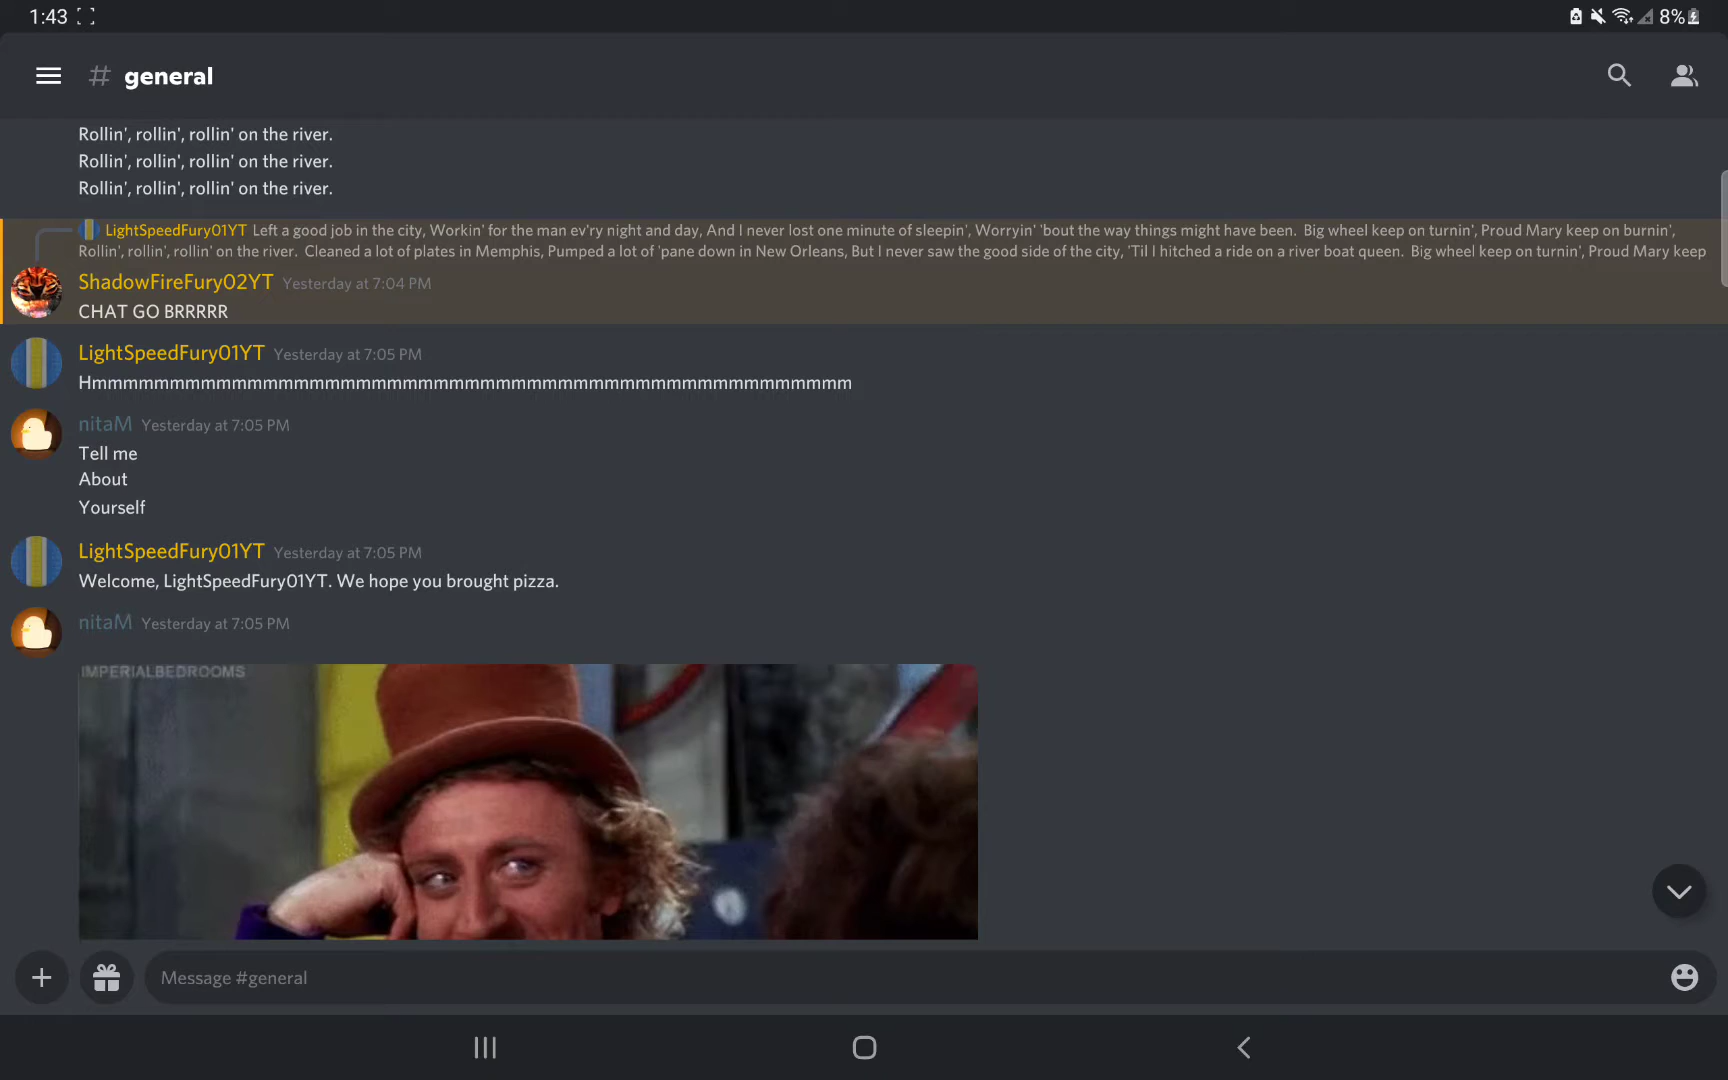 1:43
8%
# general
Rollin', rollin', rollin' on the river.
Rollin', rollin', rollin' on the river.
Rollin', rollin', rollin' on the river.
LightSpeedFury01YT Left a good job in the city, Workin' for the man ev'ry night and day, And I never lost one minute of sleepin', Worryin' 'bout the way things might have been. Big wheel keep on turnin', Proud Mary keep on burnin',
Rollin', rollin', rollin' on the river. Cleaned a lot of plates in Memphis, Pumped a lot of 'pane down in New Orleans, But I never saw the good side of the city, 'Til I hitched a ride on a river boat queen. Big wheel keep on turnin', Proud Mary keep
ShadowFireFury02YT Yesterday at 7:04 PM
CHAT GO BRRRRR
LightSpeedFury01YT Yesterday at 7:05 PM
Hmmmmmmmmmmmmmmmmmmmmmmmmmmmmmmmmmmmmmmmmmmmmmmmmm
nitaM Yesterday at 7:05 PM
Tell me
About
Yourself
LightSpeedFury01YT Yesterday at 7:05 PM
Welcome, LightSpeedFury01YT. We hope you brought pizza.
nitaM Yesterday at 7:05 PM
IMPERIALBEDROOMS
Message #general